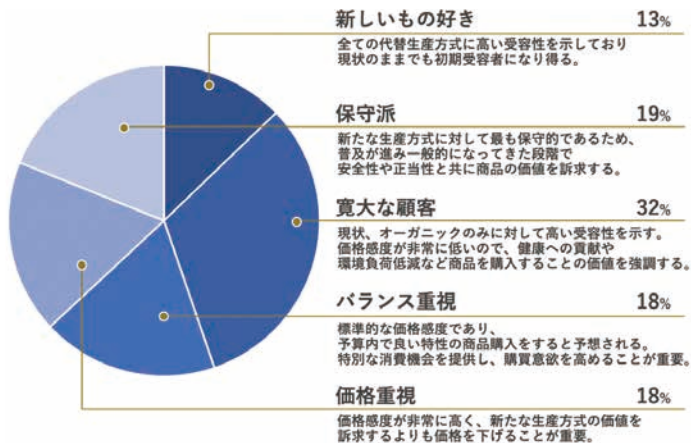 新しいもの好き 13%
全ての代替生産方式に高い受容性を示しており
現状のままでも初期受容者になり得る。
保守派 19%
新たな生産方式に対して最も保守的であるため、
普及が進み一般的になってきた段階で
安全性や正当性と共に商品の価値を訴求する。
寛大な顧客 32%
現状、オーガニックのみに対して高い受容性を示す。
価格感度が非常に低いので、健康への貢献や
環境負荷低減など商品を購入することの価値を強調する。
バランス重視 18%
標準的な価格感度であり、
予算内で良い特性の商品購入をすると予想される。
特別な消費機会を提供し、購買意欲を高めることが重要。
価格重視 18%
価格感度が非常に高く、新たな生産方式の価値を
訴求するよりも価格を下げることが重要。